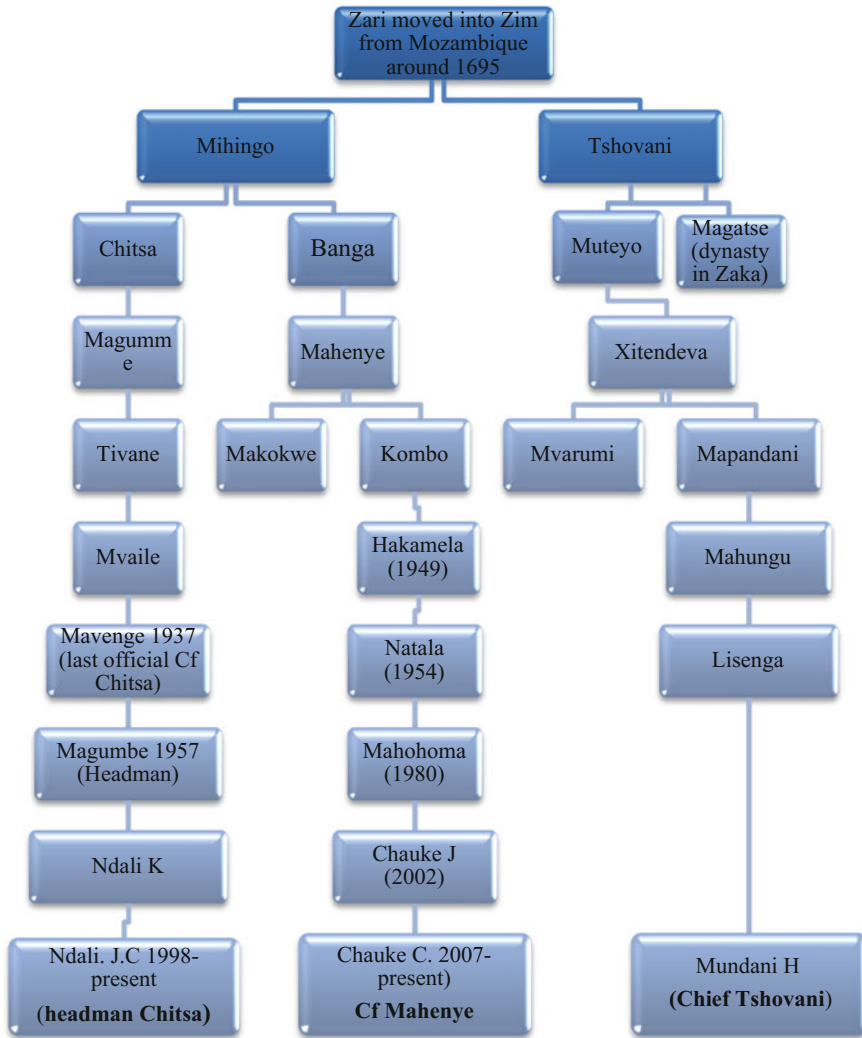 Zari moved into Zim
from Mozambique
around 1695
Mihingo
Tshovani
Chitsa
Banga
Muteyo
Magatse
(dynasty
in Zaka)
Magumm
e
Mahenye
Xitendeva
Tivane
Makokwe
Kombo
Mvarumi
Mapandani
Mvaile
Hakamela
(1949)
Mahungu
Mavenge 1937
(last official Cf
Chitsa)
Natala
(1954)
Lisenga
Magumbe 1957
(Headman)
Mahohoma
(1980)
Ndali K
Chauke J
(2002)
Ndali. J.C 1998-
present
(headman Chitsa)
Chauke C. 2007-
present)
Cf Mahenye
Mundani H
(Chief Tshovani)